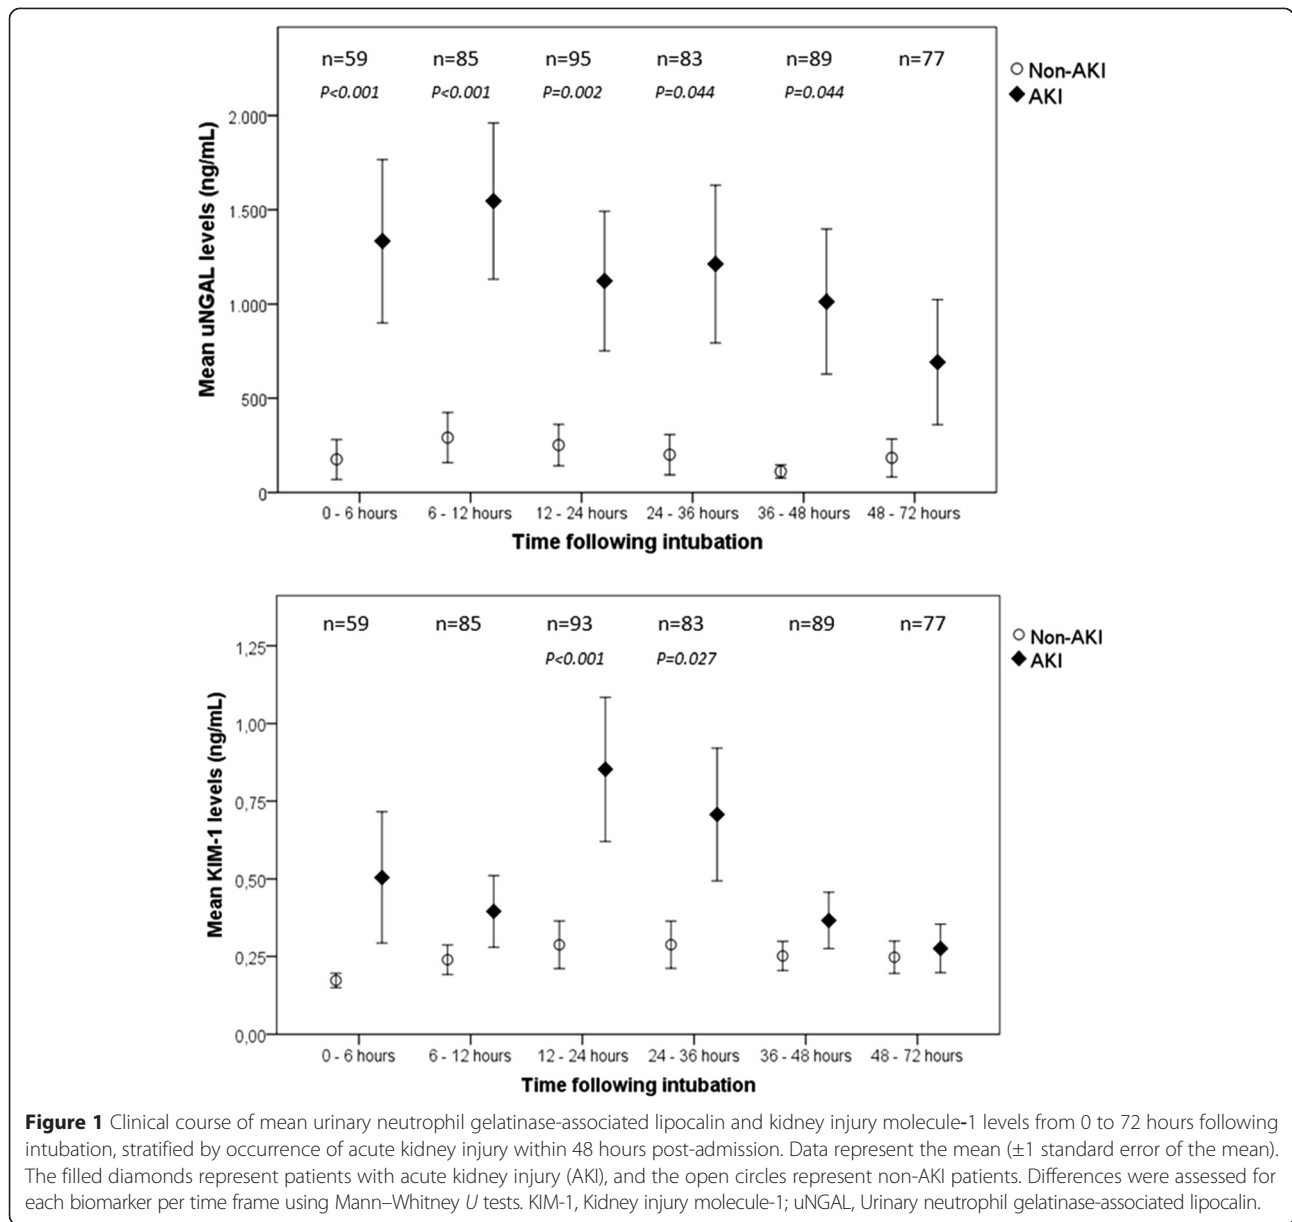 n=59 n=85 n=95 n=83 n=89 n=77
P<0.001 P<0.001 P=0.002 P=0.044 P=0.044
Non-AKI
AKI
Mean uNGAL levels (ng/mL)
2.000
1.500
1.000
500
0
0 - 6 hours 6 - 12 hours 12 - 24 hours 24 - 36 hours 36 - 48 hours 48 - 72 hours
Time following intubation
n=59 n=85 n=93 n=83 n=89 n=77
P<0.001 P=0.027
Non-AKI
AKI
Mean KIM-1 levels (ng/mL)
1,25
1,00
0,75
0,50
0,25
0,00
0 - 6 hours 6 - 12 hours 12 - 24 hours 24 - 36 hours 36 - 48 hours 48 - 72 hours
Time following intubation
Figure 1 Clinical course of mean urinary neutrophil gelatinase-associated lipocalin and kidney injury molecule-1 levels from 0 to 72 hours following
intubation, stratified by occurrence of acute kidney injury within 48 hours post-admission. Data represent the mean (±1 standard error of the mean).
The filled diamonds represent patients with acute kidney injury (AKI), and the open circles represent non-AKI patients. Differences were assessed for
each biomarker per time frame using Mann–Whitney U tests. KIM-1, Kidney injury molecule-1; uNGAL, Urinary neutrophil gelatinase-associated lipocalin.